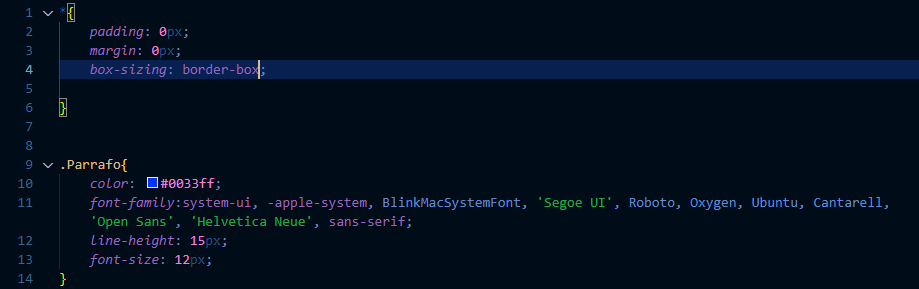 1 *{
2 padding: 0px;
3 margin: 0px;
4 box-sizing: border-box;
5
6 }
7
8
9 .Parrafo{
10 color: #0033ff;
11 font-family:system-ui, -apple-system, BlinkMacSystemFont, 'Segoe UI', Roboto, Oxygen, Ubuntu, Cantarell,
'Open Sans', 'Helvetica Neue', sans-serif;
12 line-height: 15px;
13 font-size: 12px;
14 }